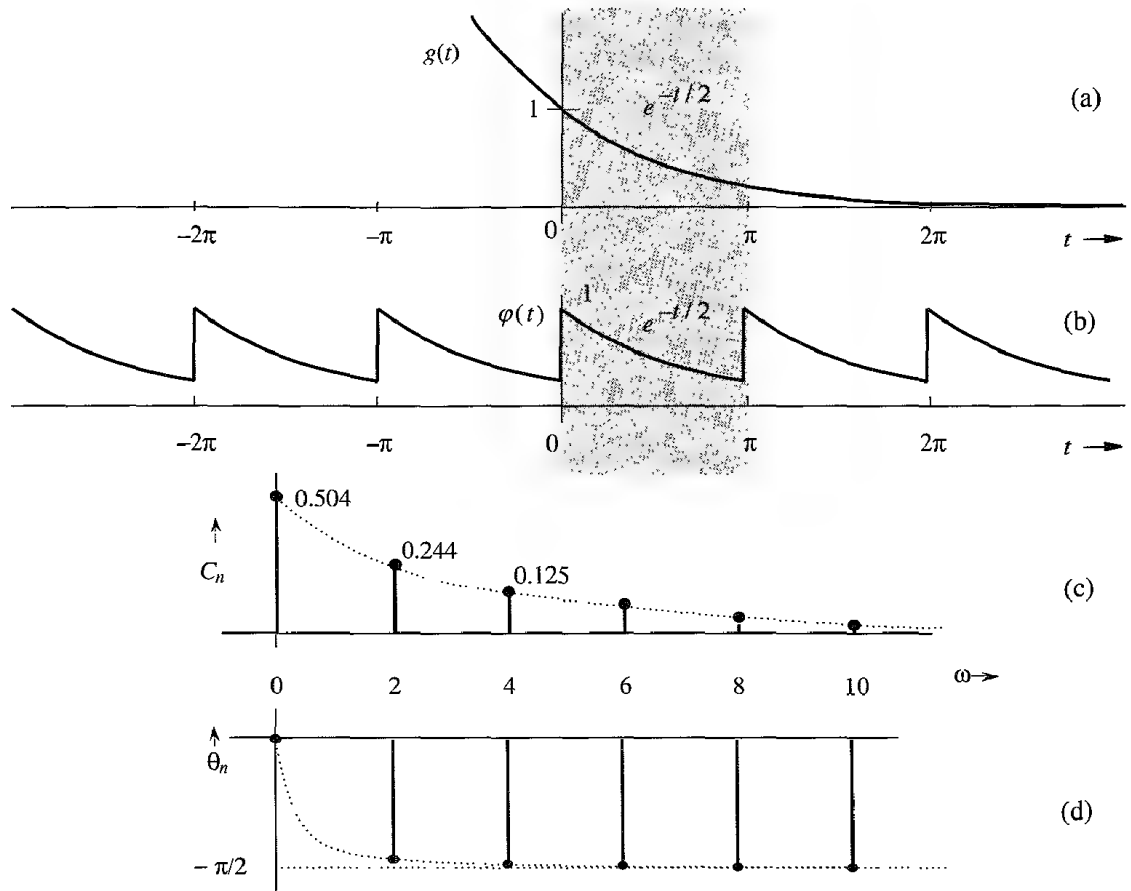 g(t)
e^{-t/2}
(a)
1
-2π -π 0 π 2π t →
φ(t) 1 e^{-t/2} (b)
-2π -π 0 π 2π t →
0.504
0.244
C_n 0.125 (c)
0 2 4 6 8 10 ω→
θ_n
(d)
- π/2